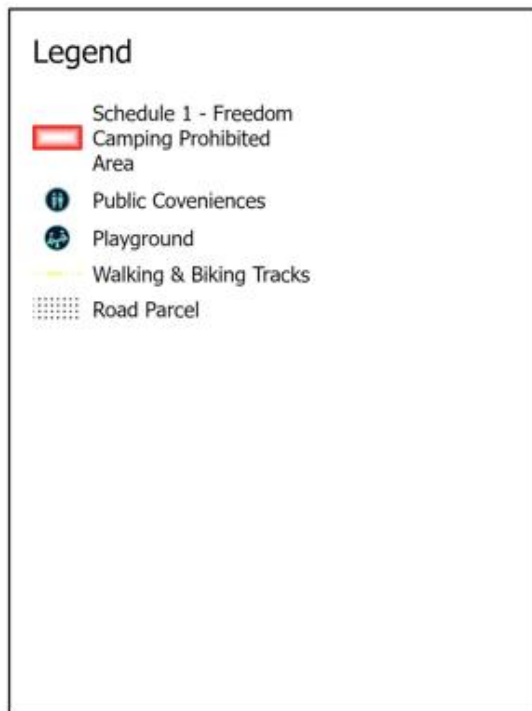 Legend
Schedule 1 - Freedom
Camping Prohibited
Area
Public Coveniences
Playground
Walking & Biking Tracks
Road Parcel